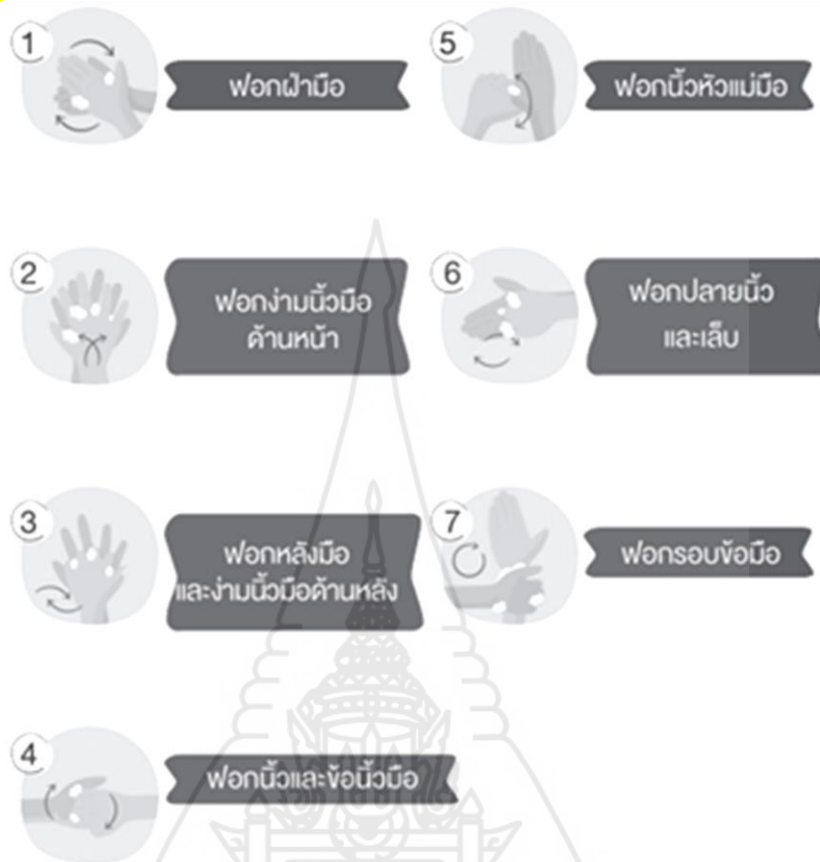 1
ฟอกฝ่ามือ
2
ฟอกง่ามนิ้วมือ
ด้านหน้า
3
ฟอกหลังมือ
และง่ามนิ้วมือด้านหลัง
4
ฟอกนิ้วและข้อนิ้วมือ
5
ฟอกนิ้วหัวแม่มือ
6
ฟอกปลายนิ้ว
และเล็บ
7
ฟอกรอบข้อมือ